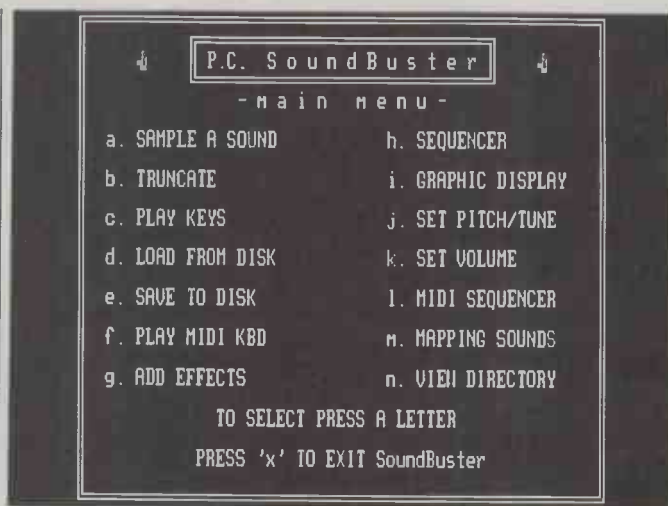 P.C. SoundBuster
-main menu-
a. SAMPLE A SOUND
b. TRUNCATE
c. PLAY KEYS
d. LOAD FROM DISK
e. SAVE TO DISK
f. PLAY MIDI KBD
g. ADD EFFECTS
h. SEQUENCER
i. GRAPHIC DISPLAY
j. SET PITCH/TUNE
k. SET VOLUME
l. MIDI SEQUENCER
m. MAPPING SOUNDS
n. VIEW DIRECTORY
TO SELECT PRESS A LETTER
PRESS 'x' TO EXIT SoundBuster